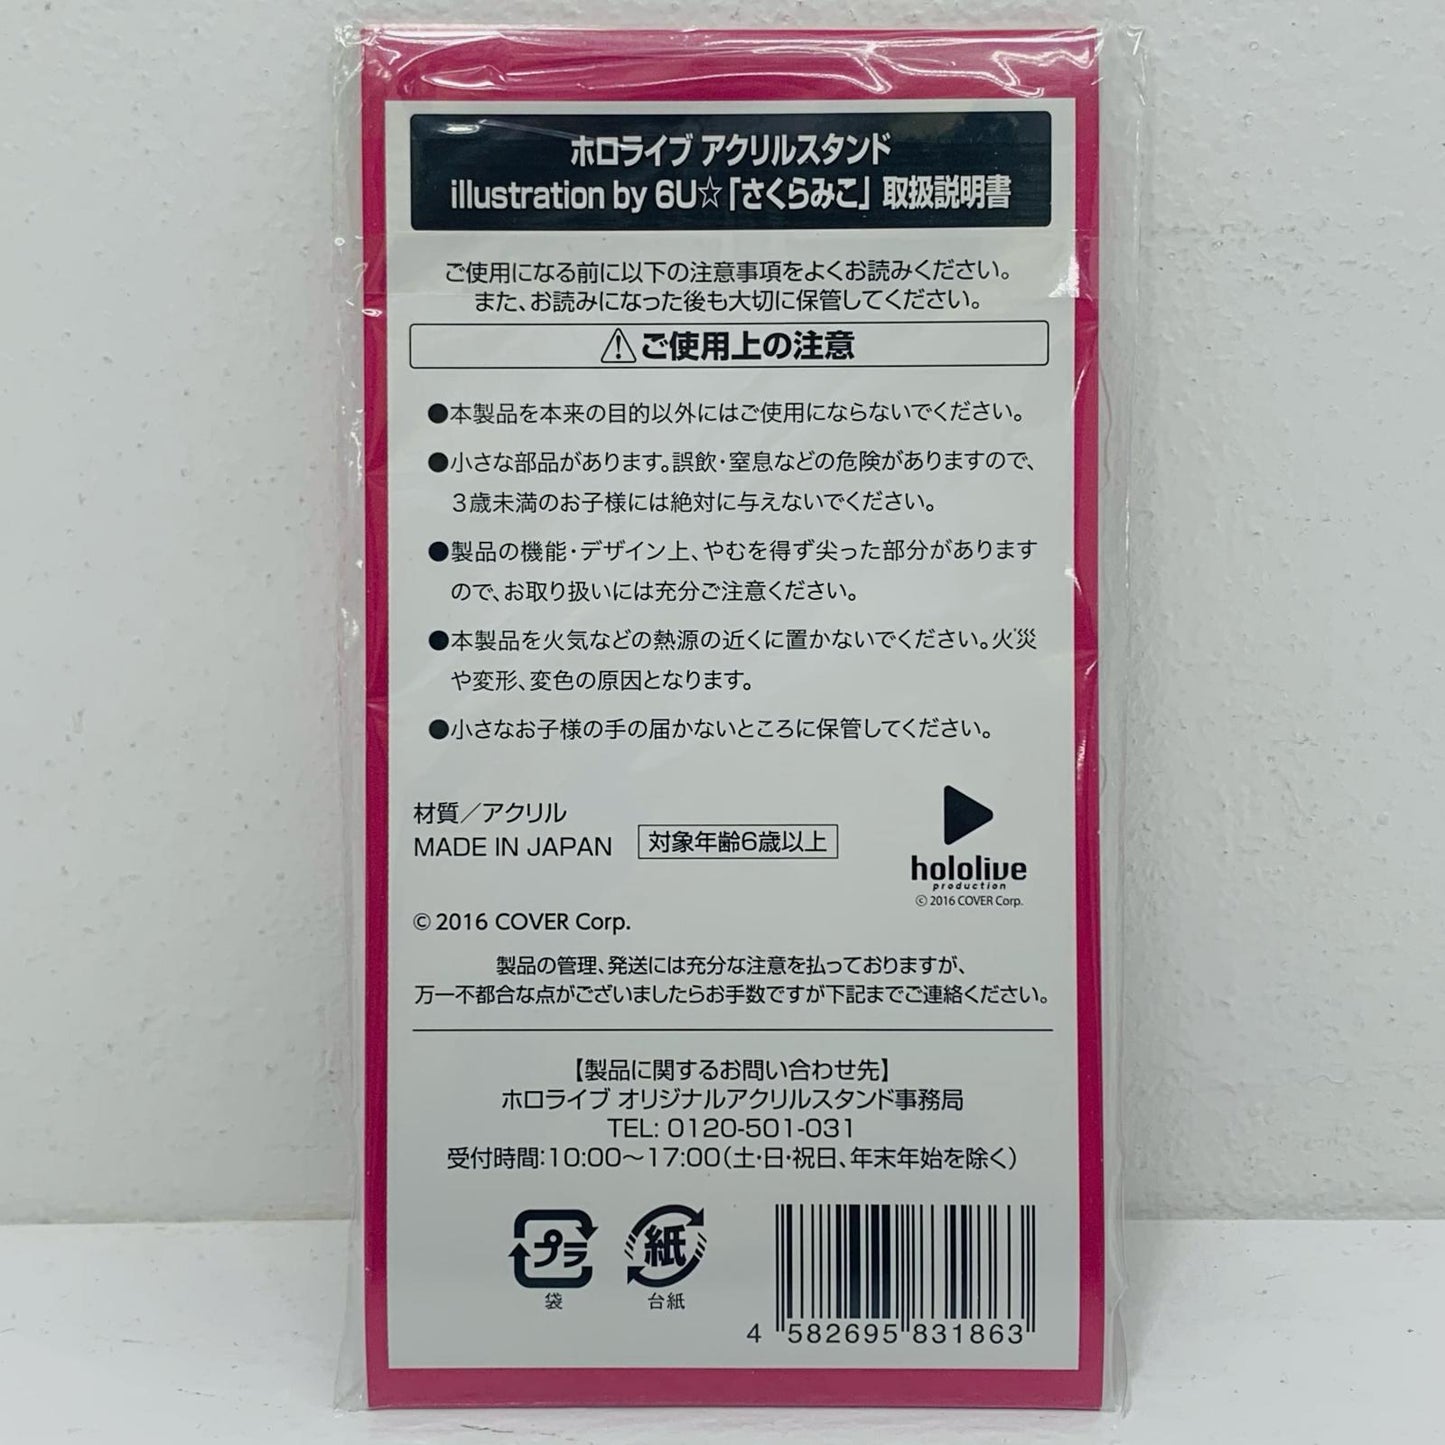 ホロライブ アクリルスタンド
illustration by 6U☆「さくらみこ」取扱説明書
ご使用になる前に以下の注意事項をよくお読みください。
また、お読みになった後も大切に保管してください。
ご使用上の注意
●本製品を本来の目的以外にはご使用にならないでください。
●小さな部品があります。誤飲・窒息などの危険がありますので、
3歳未満のお子様には絶対に与えないでください。
●製品の機能・デザイン上、やむを得ず尖った部分があります
ので、お取り扱いには充分ご注意ください。
●本製品を火気などの熱源の近くに置かないでください。火災
や変形、変色の原因となります。
●小さなお子様の手の届かないところに保管してください。
材質／アクリル
MADE IN JAPAN
対象年齢6歳以上
hololive
production
© 2016 COVER Corp.
© 2016 COVER Corp.
製品の管理、発送には充分な注意を払っておりますが、
万一不都合な点がございましたらお手数ですが下記までご連絡ください。
【製品に関するお問い合わせ先】
ホロライブ オリジナルアクリルスタンド事務局
TEL: 0120-501-031
受付時間：10:00～17:00（土・日・祝日、年末年始を除く）
プラ
袋
紙
台紙
4 582695 831863